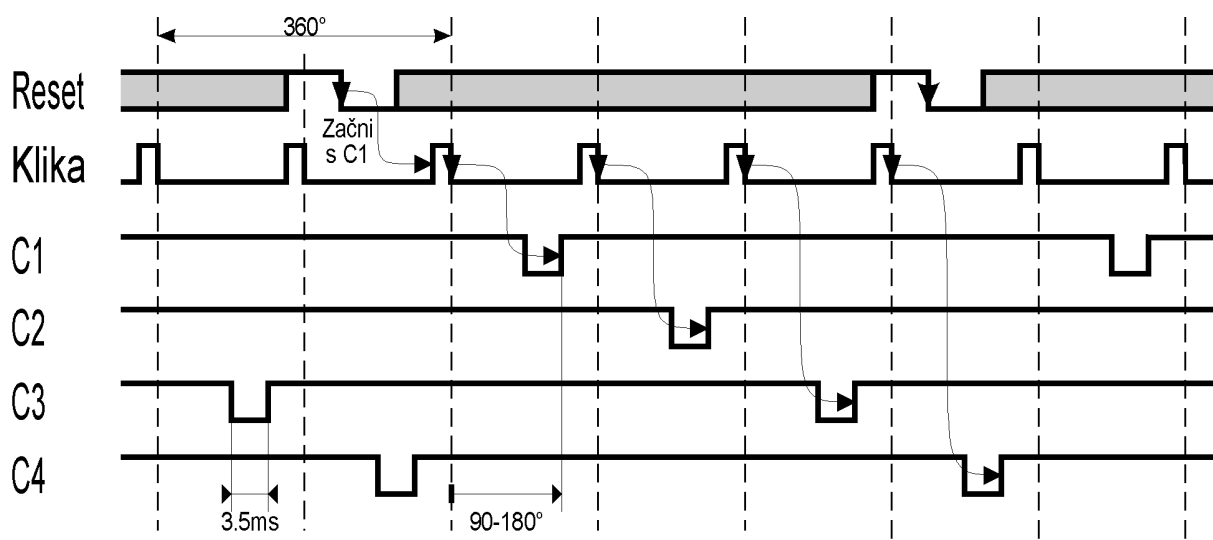 360°
Reset
Začni
s C1
Klika
C1
C2
C3
C4
3.5ms
90-180°